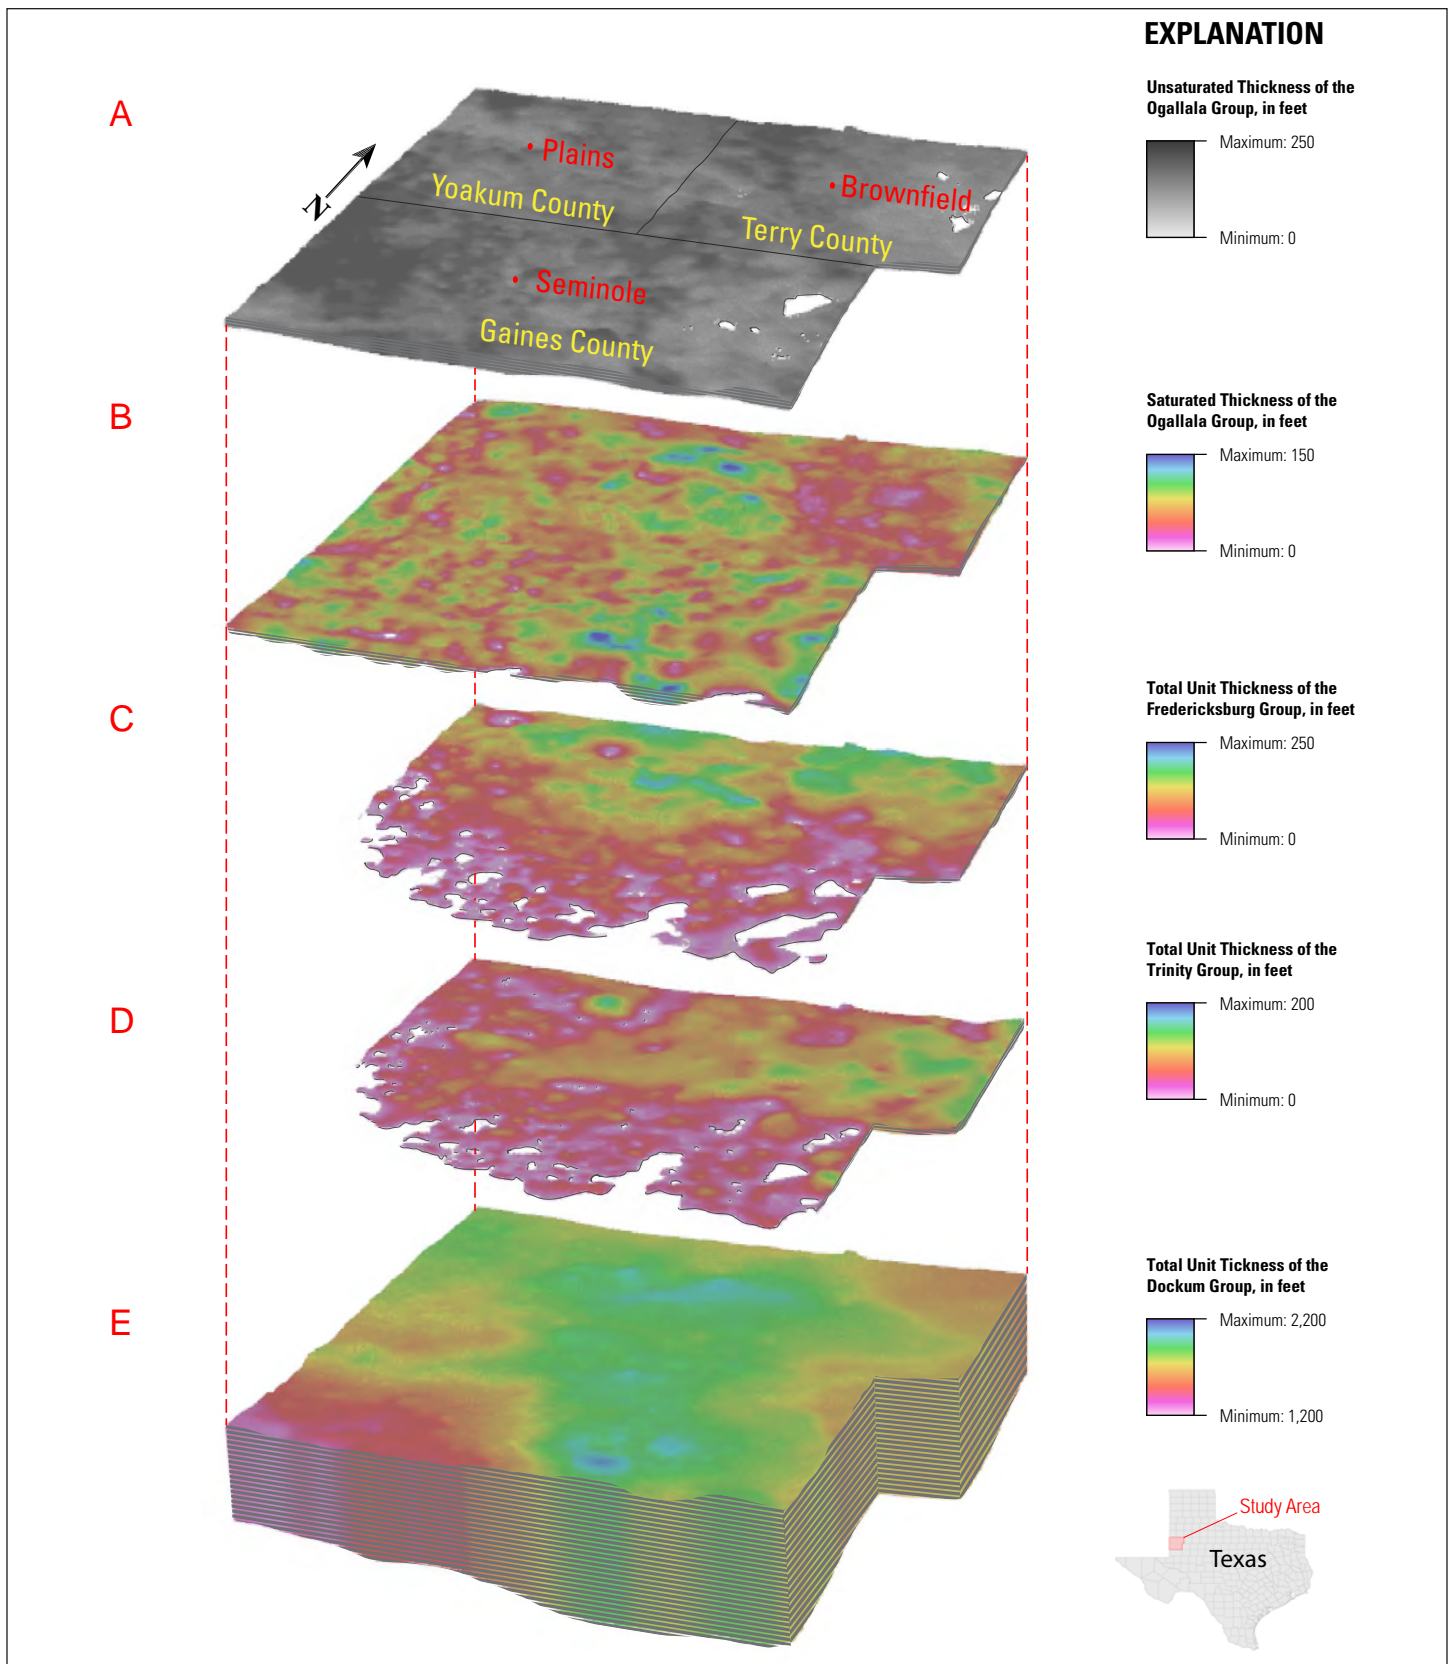 EXPLANATION
A
Unsaturated Thickness of the
Ogallala Group, in feet
Maximum: 250
Minimum: 0
N
Plains
Brownfield
Yoakum County
Terry County
Seminole
Gaines County
B
Saturated Thickness of the
Ogallala Group, in feet
Maximum: 150
Minimum: 0
C
Total Unit Thickness of the
Fredericksburg Group, in feet
Maximum: 250
Minimum: 0
D
Total Unit Thickness of the
Trinity Group, in feet
Maximum: 200
Minimum: 0
E
Total Unit Tickness of the
Dockum Group, in feet
Maximum: 2,200
Minimum: 1,200
Study Area
Texas